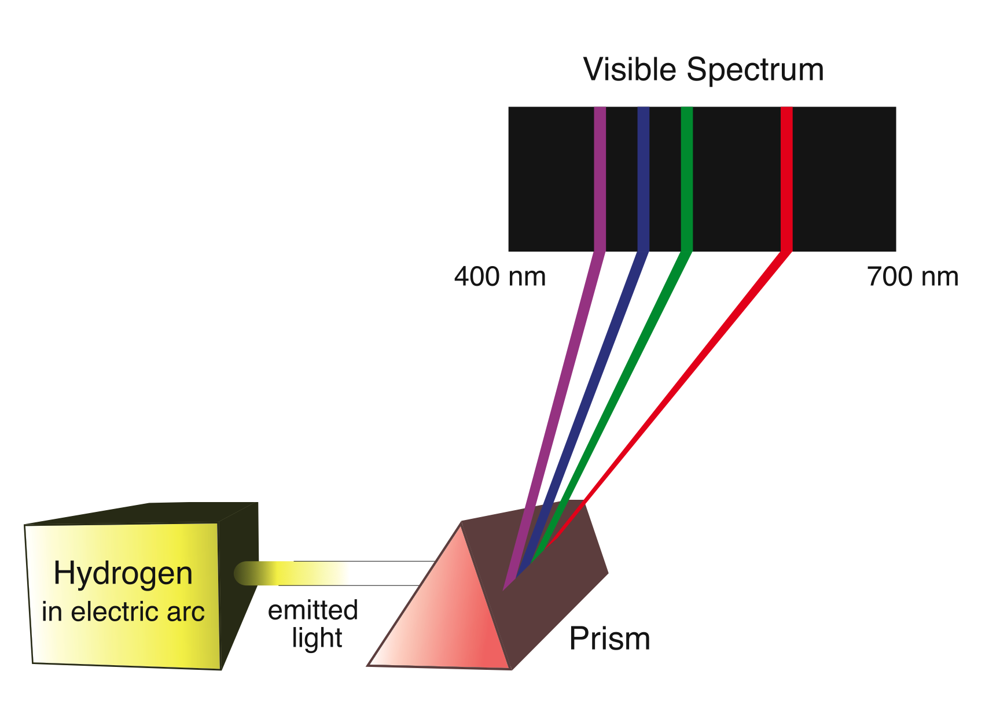 Visible Spectrum
400 nm
700 nm
Hydrogen
in electric arc
emitted
light
Prism